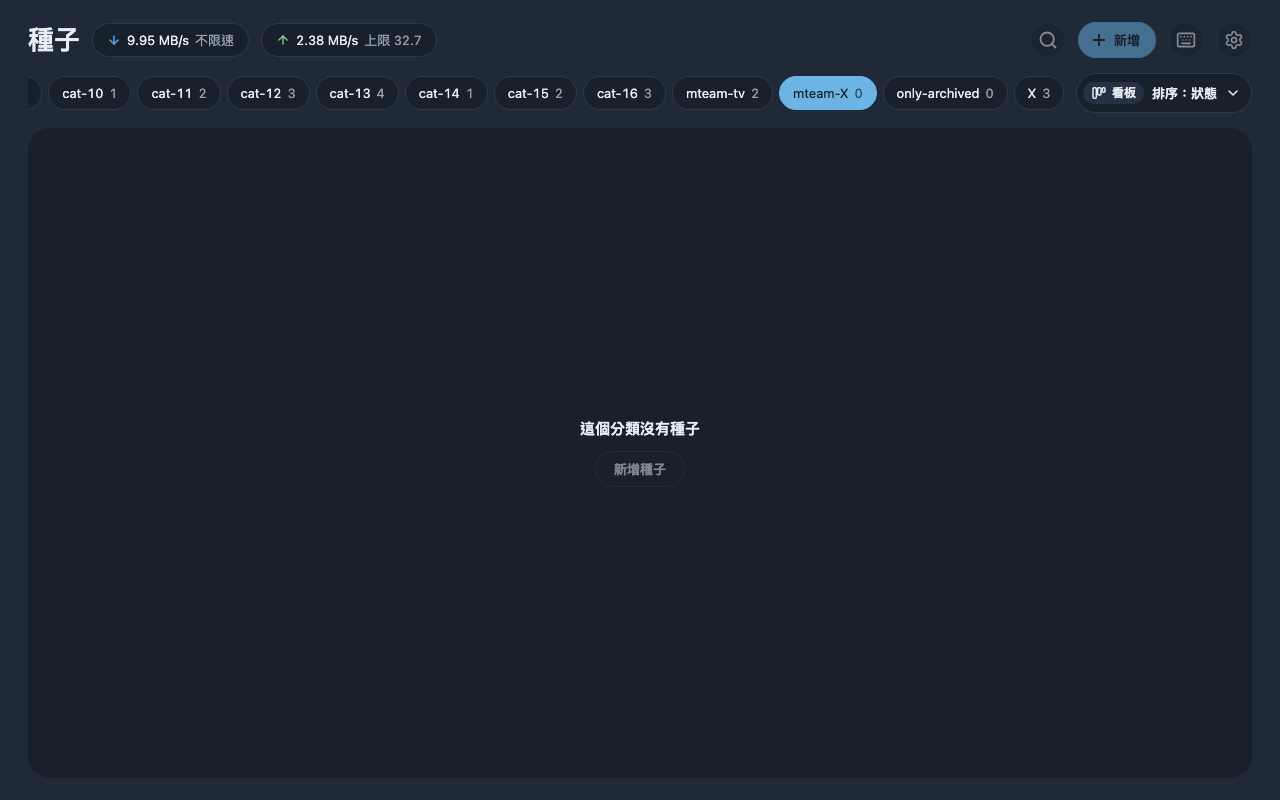 種子 9.95 MB/s 不限速 2.38 MB/s 上限 32.7 新增
cat-10 1 cat-11 2 cat-12 3 cat-13 4 cat-14 1 cat-15 2 cat-16 3 mteam-tv 2 mteam-X 0 only-archived 0 X 3 看板 排序：狀態
這個分類沒有種子
新增種子